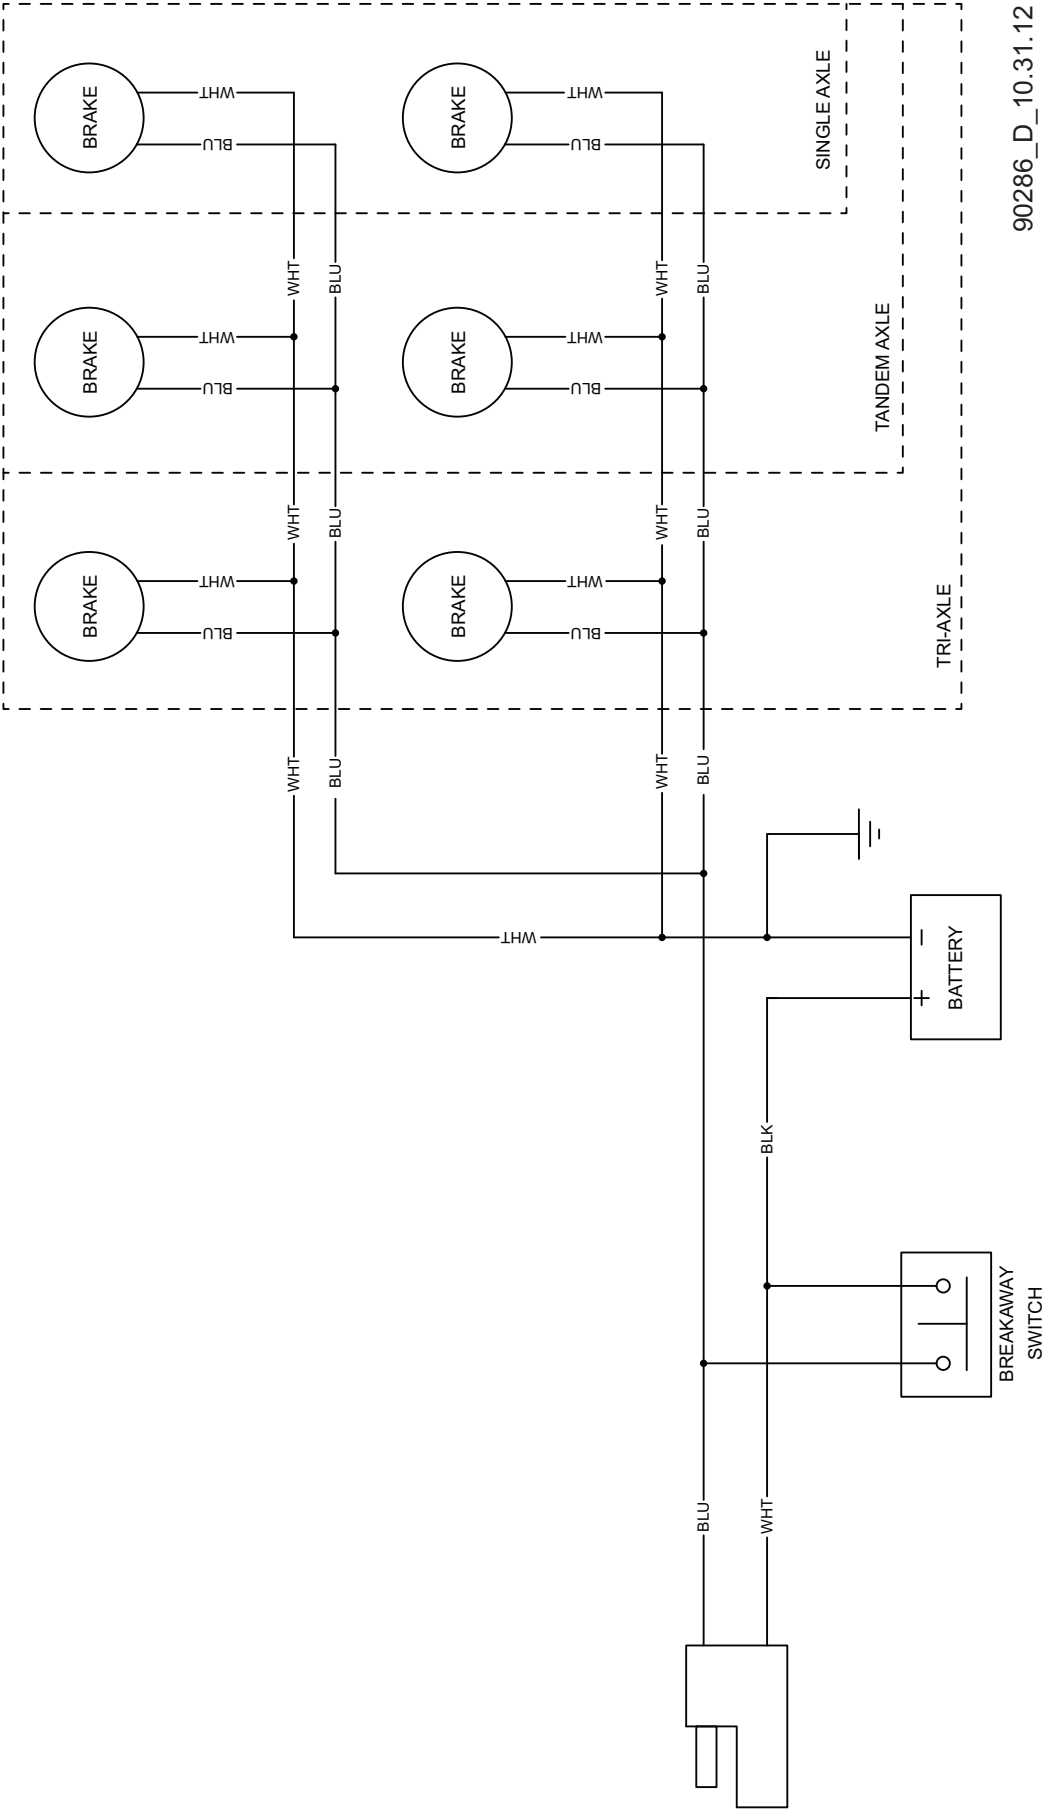 BRAKE
WHT
BLU
BRAKE
WHT
BLU
SINGLE AXLE
90286_D_10.31.12
WHT
BLU
WHT
BLU
BRAKE
WHT
BLU
BRAKE
WHT
BLU
TANDEM AXLE
WHT
BLU
WHT
BLU
BRAKE
WHT
BLU
BRAKE
WHT
BLU
TRI-AXLE
WHT
BLU
WHT
BLU
WHT
+ −
BATTERY
BLK
BREAKAWAY
SWITCH
BLU
WHT